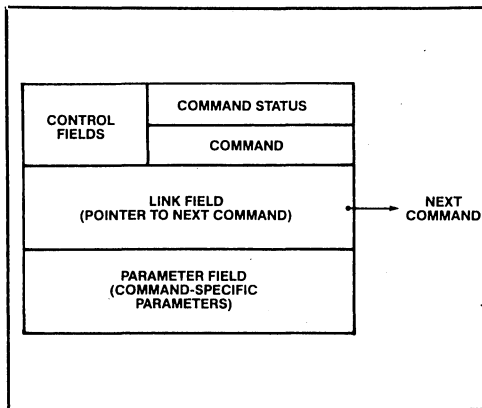 CONTROL
FIELDS
COMMAND STATUS
COMMAND
LINK FIELD
(POINTER TO NEXT COMMAND)
NEXT
COMMAND
PARAMETER FIELD
(COMMAND-SPECIFIC
PARAMETERS)